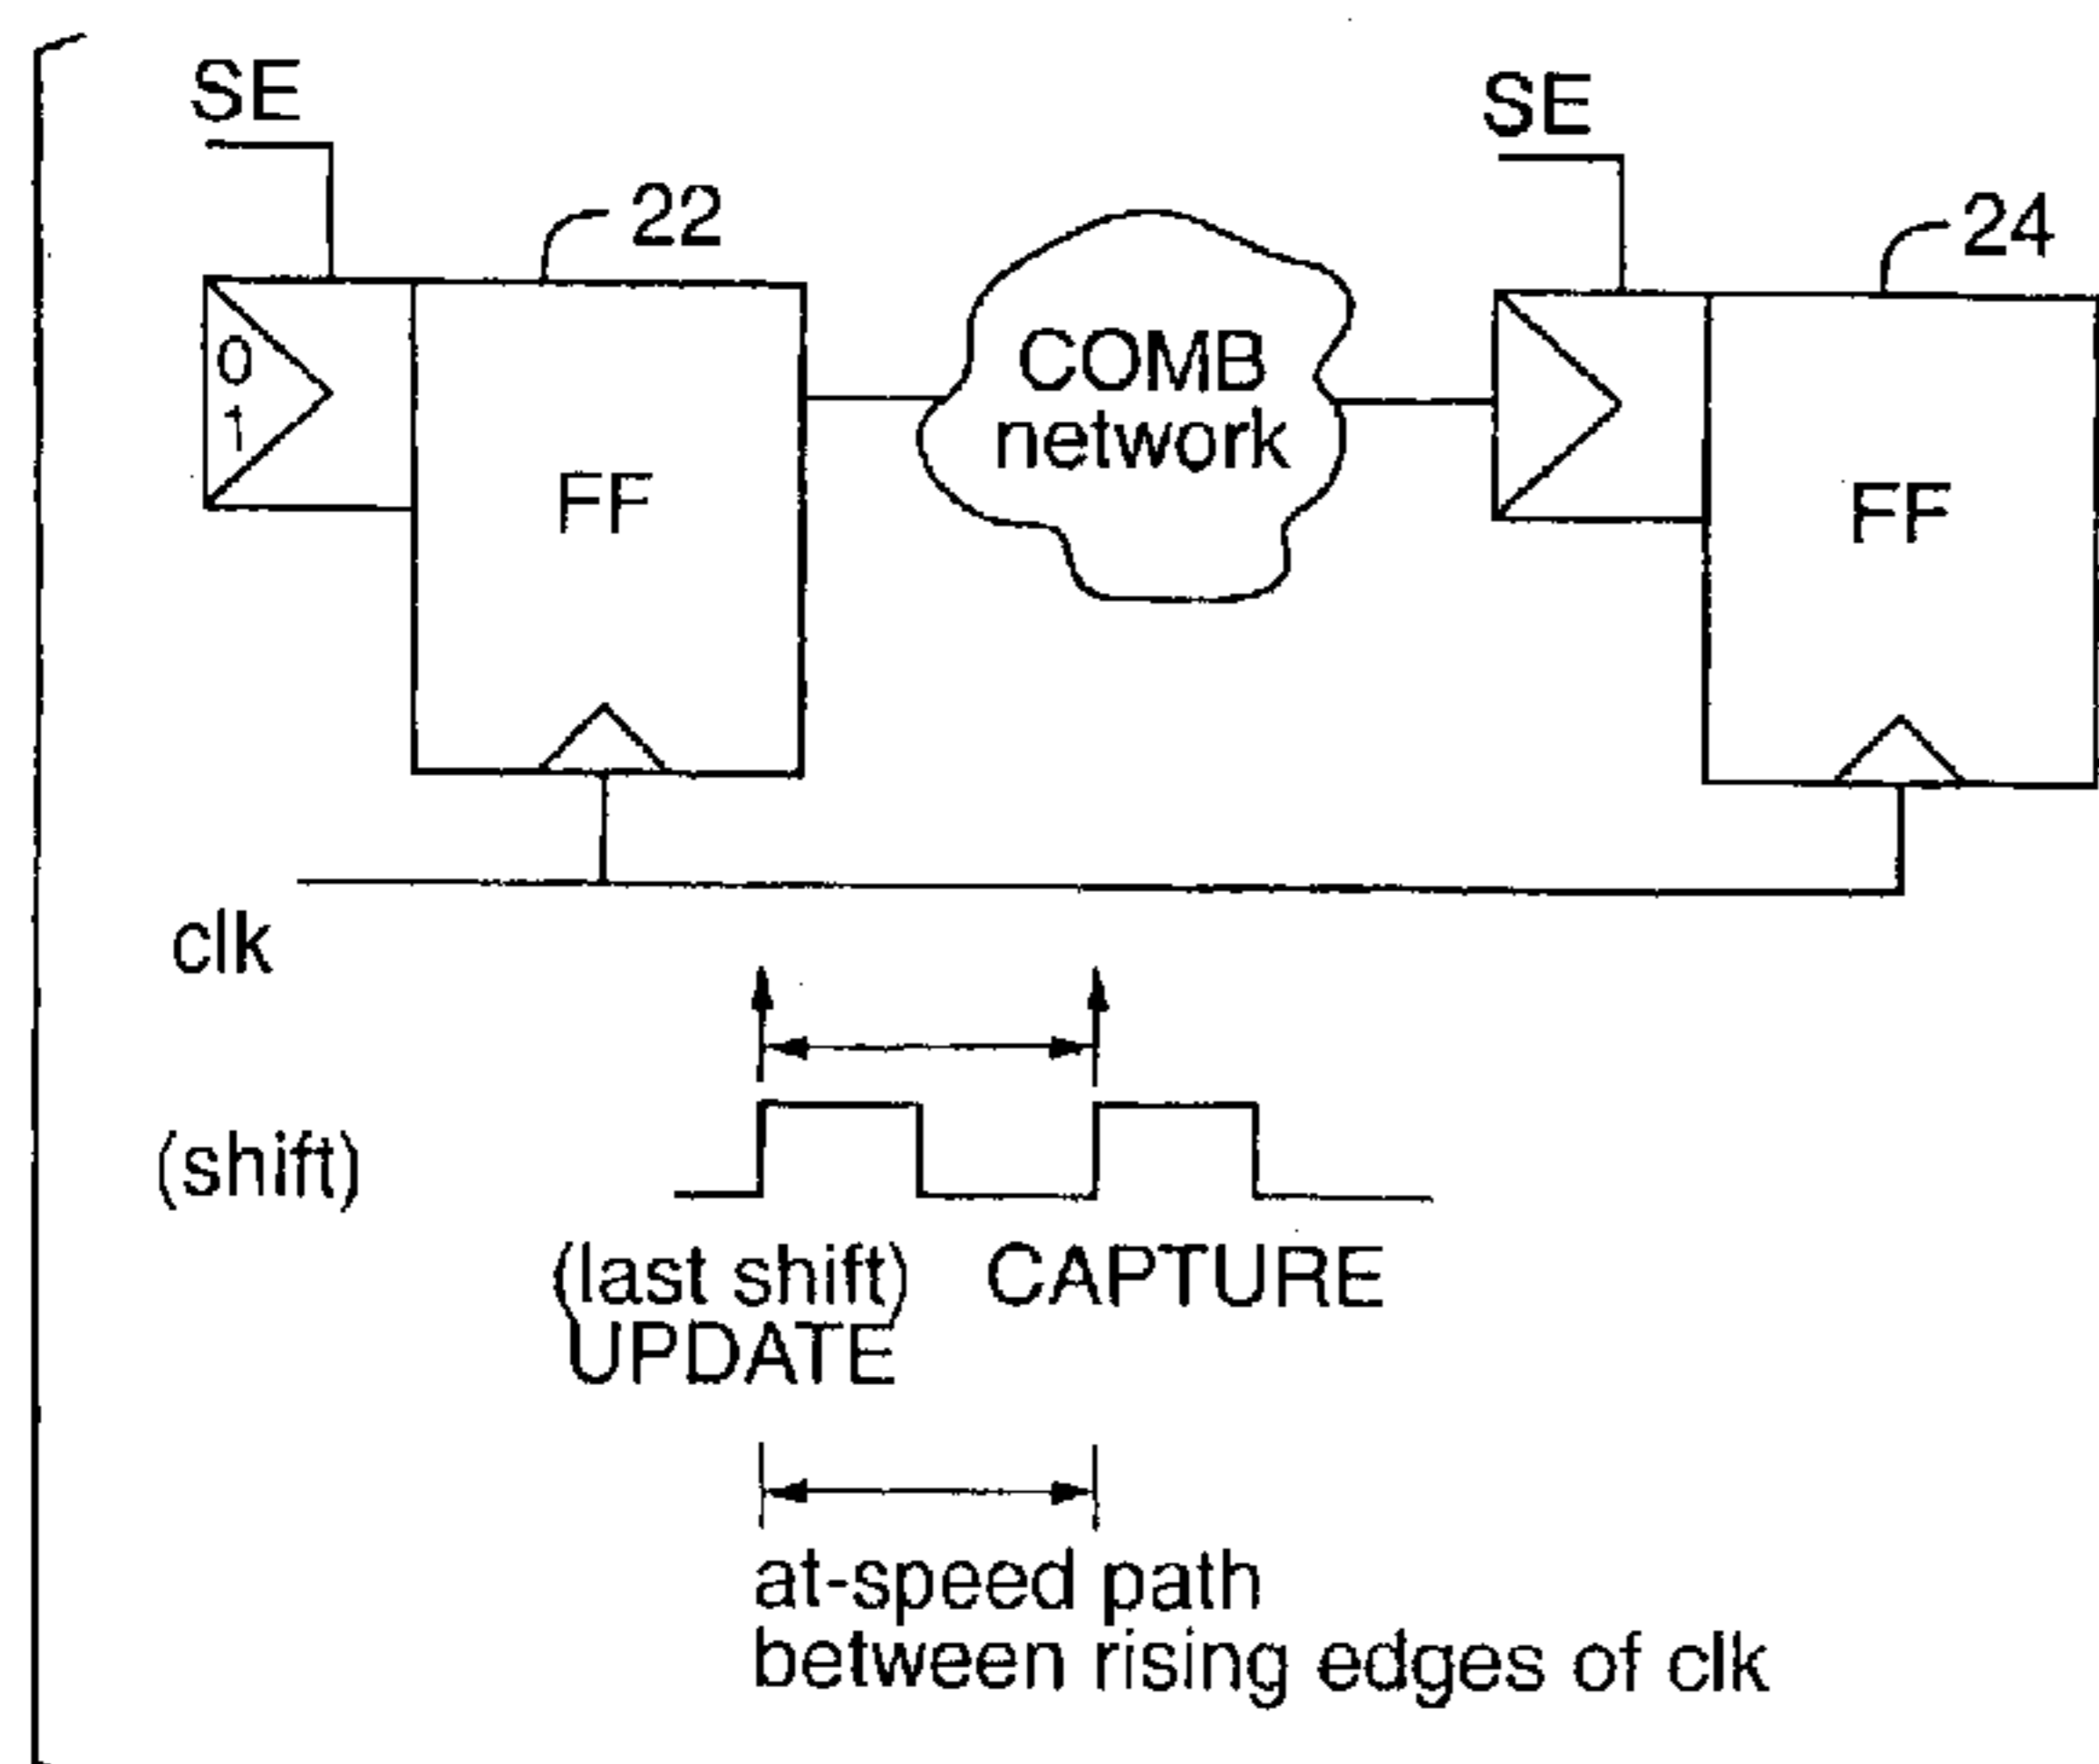 SE
SE
22
24
0
1
FF
COMB
network
FF
clk
(shift)
(last shift)
UPDATE
CAPTURE
at-speed path
between rising edges of clk